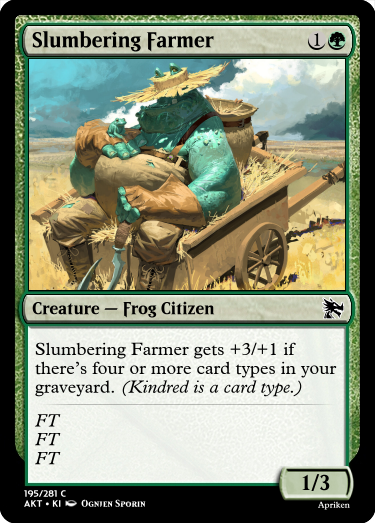 Slumbering Farmer 1
Creature — Frog Citizen
Slumbering Farmer gets +3/+1 if
there's four or more card types in your
graveyard. (Kindred is a card type.)
FT
FT
FT
1/3
195/281 C
AKT • KI Ognjen Sporin
Apriken